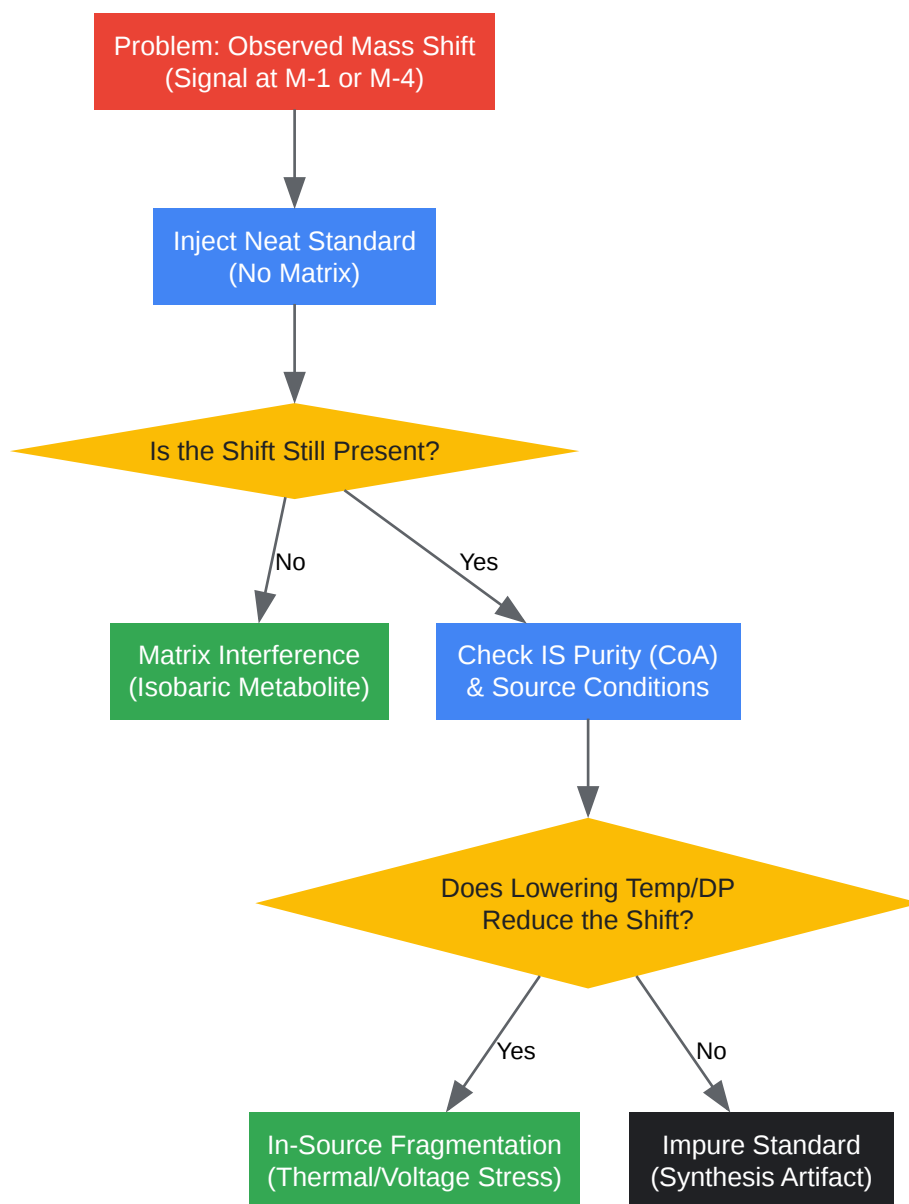 Problem: Observed Mass Shift
(Signal at M-1 or M-4)
Inject Neat Standard
(No Matrix)
Is the Shift Still Present?
No
Yes
Matrix Interference
(Isobaric Metabolite)
Check IS Purity (CoA)
& Source Conditions
Does Lowering Temp/DP
Reduce the Shift?
Yes
No
In-Source Fragmentation
(Thermal/Voltage Stress)
Impure Standard
(Synthesis Artifact)